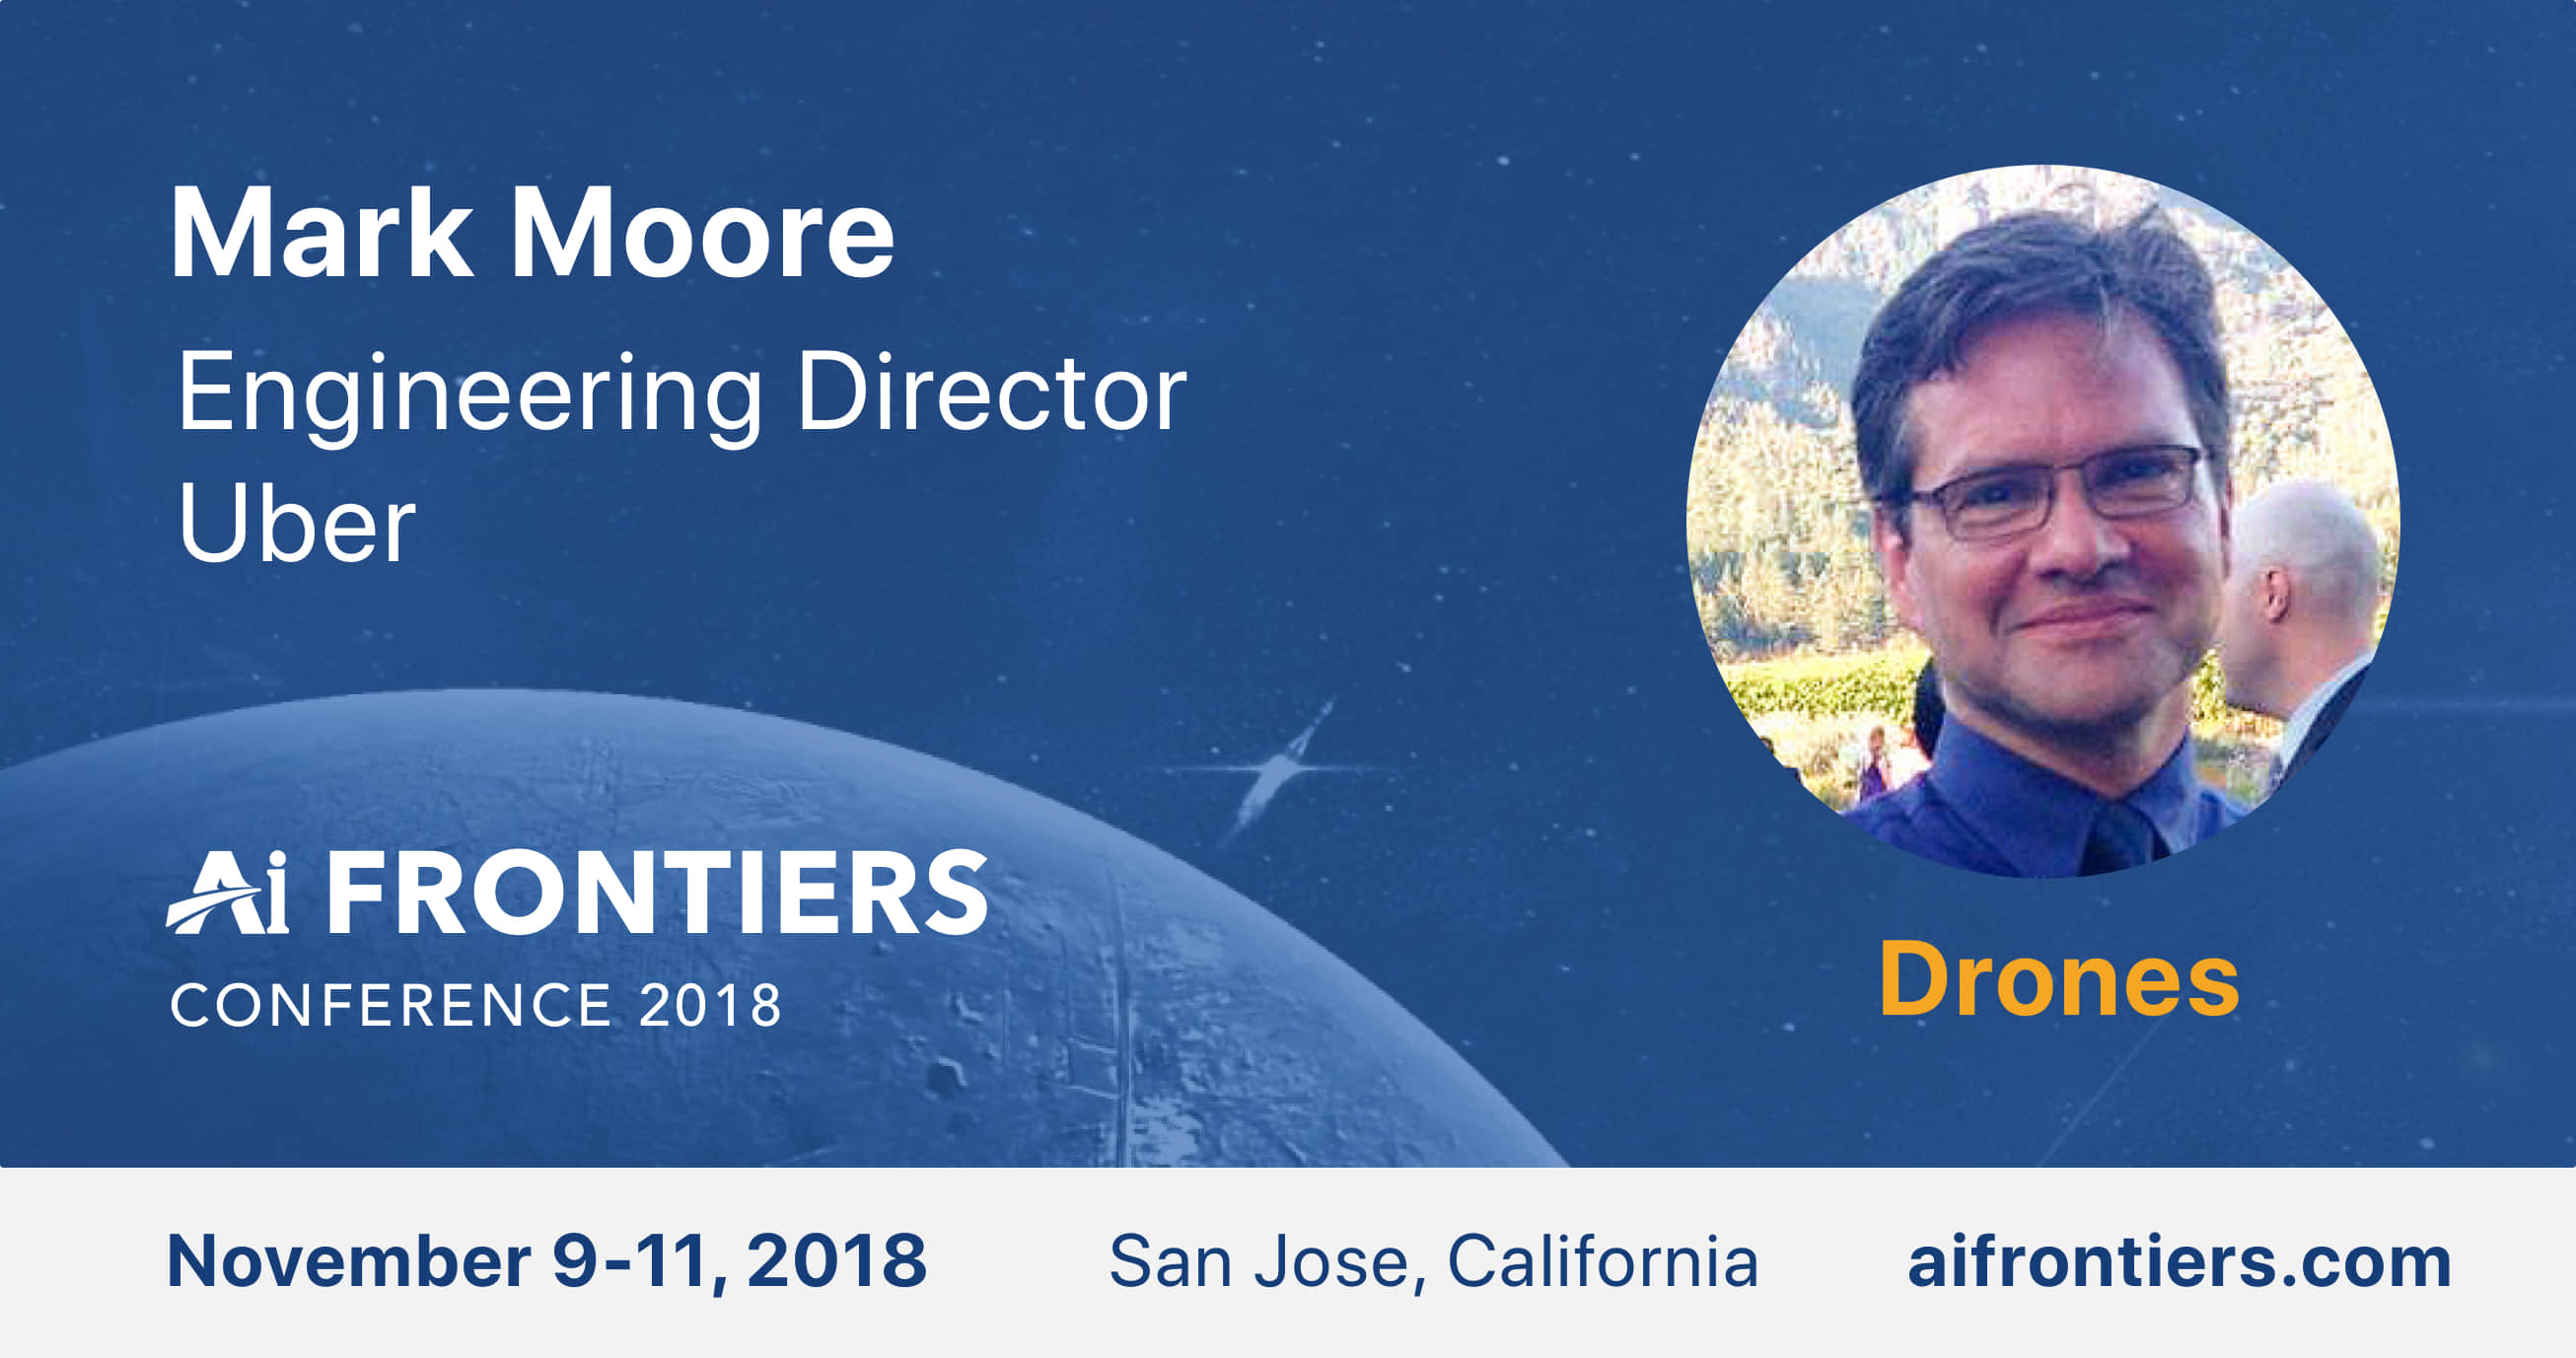 Mark Moore
Engineering Director
Uber
Ai FRONTIERS
CONFERENCE 2018
Drones
November 9-11, 2018
San Jose, California
aifrontiers.com